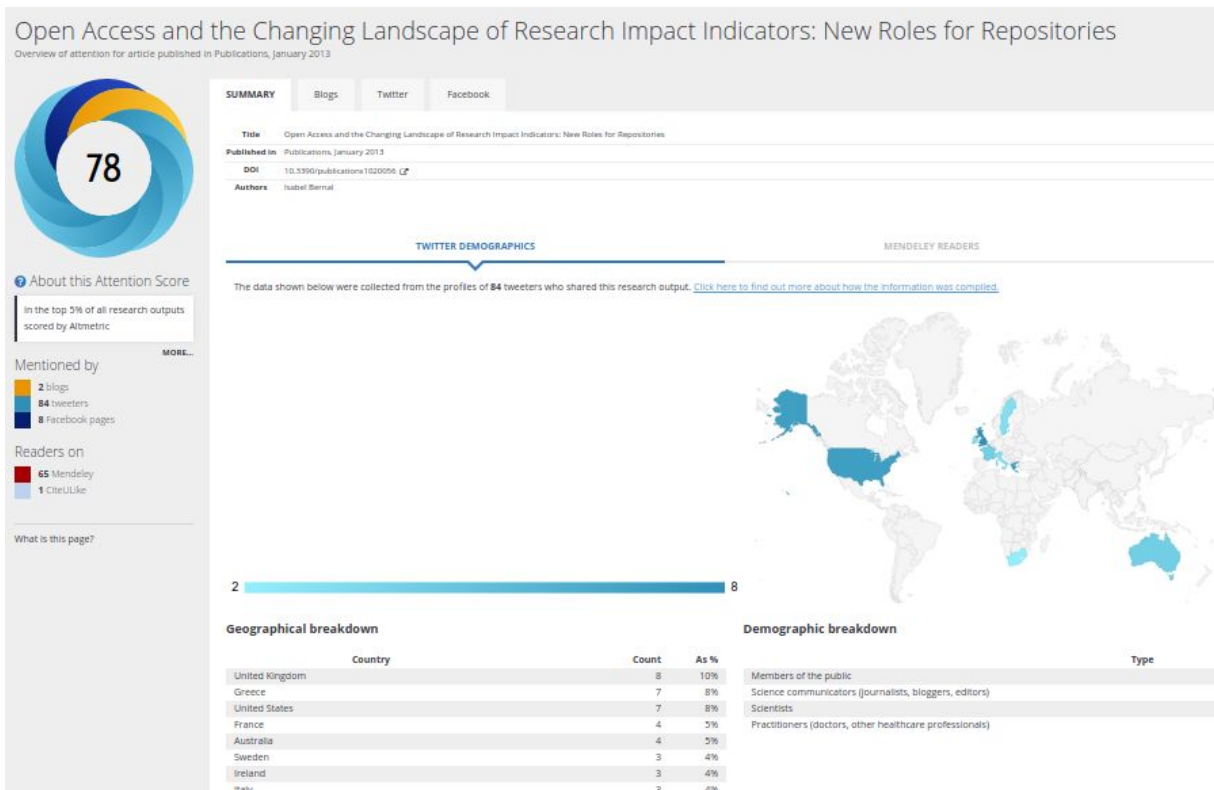 Open Access and the Changing Landscape of Research Impact Indicators: New Roles for Repositories
Overview of attention for article published in Publications, January 2013
78
About this Attention Score
In the top 5% of all research outputs
scored by Altmetric
MORE...
Mentioned by
2 blogs
84 tweeters
8 Facebook pages
Readers on
65 Mendeley
1 CiteULike
What is this page?
SUMMARY Blogs Twitter Facebook
Title Open Access and the Changing Landscape of Research Impact Indicators: New Roles for Repositories
Published in Publications, January 2013
DOI 10.3390/publications1020056
Authors Isabel Bernal
TWITTER DEMOGRAPHICS MENDELEY READERS
The data shown below were collected from the profiles of 84 tweeters who shared this research output. Click here to find out more about how the information was compiled.
2 8
Geographical breakdown
Country Count As %
United Kingdom 8 10%
Greece 7 8%
United States 7 8%
France 4 5%
Australia 4 5%
Sweden 3 4%
Ireland 3 4%
Italy 3 4%
Demographic breakdown
Type
Members of the public
Science communicators (journalists, bloggers, editors)
Scientists
Practitioners (doctors, other healthcare professionals)